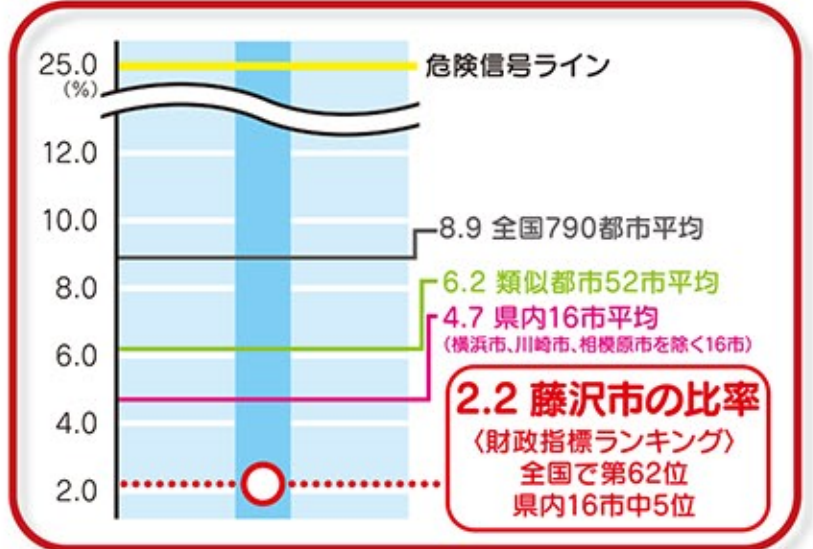 25.0
(%)
危険信号ライン
12.0
10.0
8.9 全国790都市平均
8.0
6.2 類似都市52市平均
4.7 県内16市平均
(横浜市、川崎市、相模原市を除く16市)
6.0
4.0
2.0
2.2 藤沢市の比率
〈財政指標ランキング〉
全国で第62位
県内16市中5位